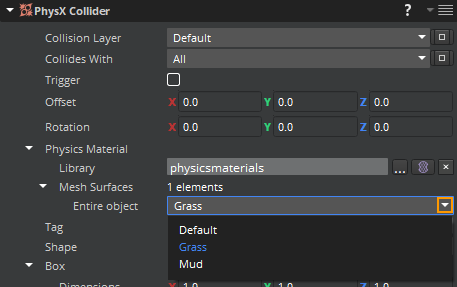 PhysX Collider ?
Collision Layer Default
Collides With All
Trigger
Offset X 0.0 Y 0.0 Z 0.0
Rotation X 0.0 Y 0.0 Z 0.0
Physics Material
Library physicsmaterials ...
Mesh Surfaces 1 elements
Entire object Grass
Default
Tag
Grass
Shape
Mud
Box
Dimensions X 1.0 Y 1.0 Z 1.0